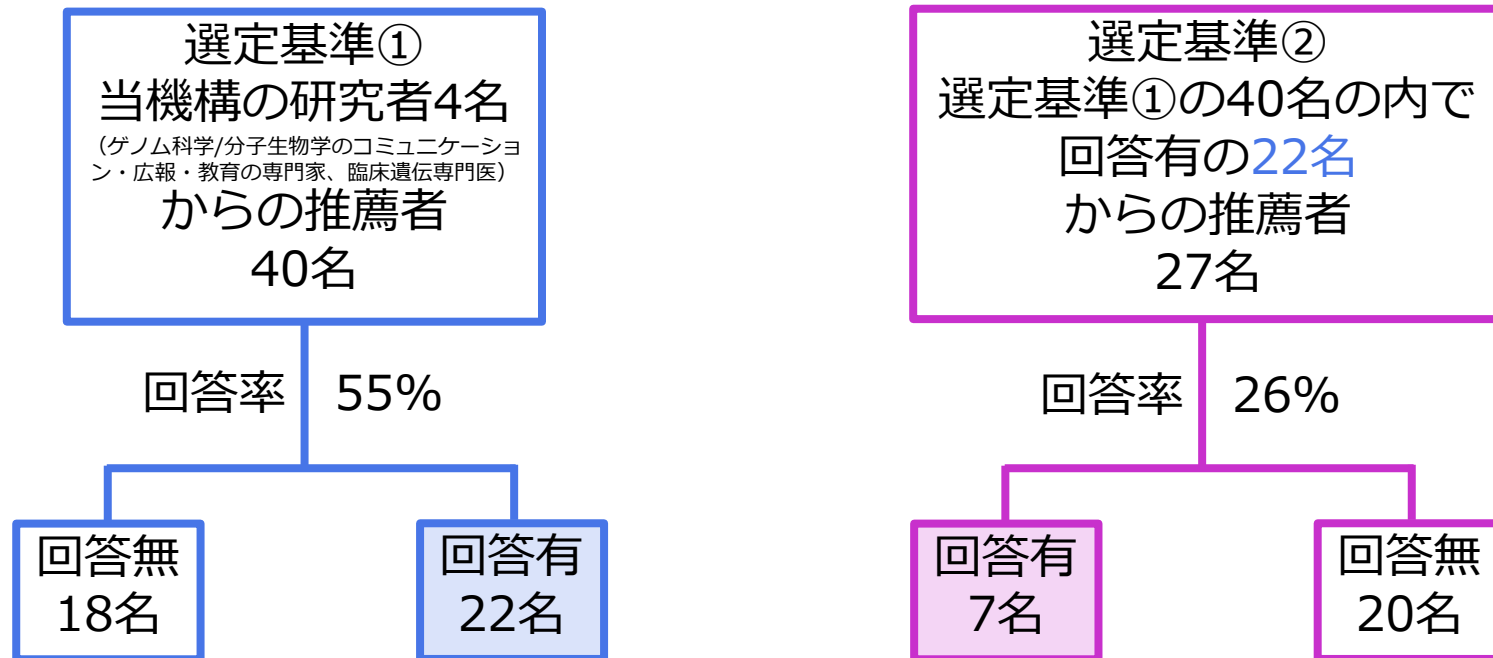 選定基準①
当機構の研究者4名
（ゲノム科学/分子生物学のコミュニケーショ
ン・広報・教育の専門家、臨床遺伝専門医）
からの推薦者
40名
回答率 55%
回答無
18名
回答有
22名
選定基準②
選定基準①の40名の内で
回答有の22名
からの推薦者
27名
回答率 26%
回答有
7名
回答無
20名